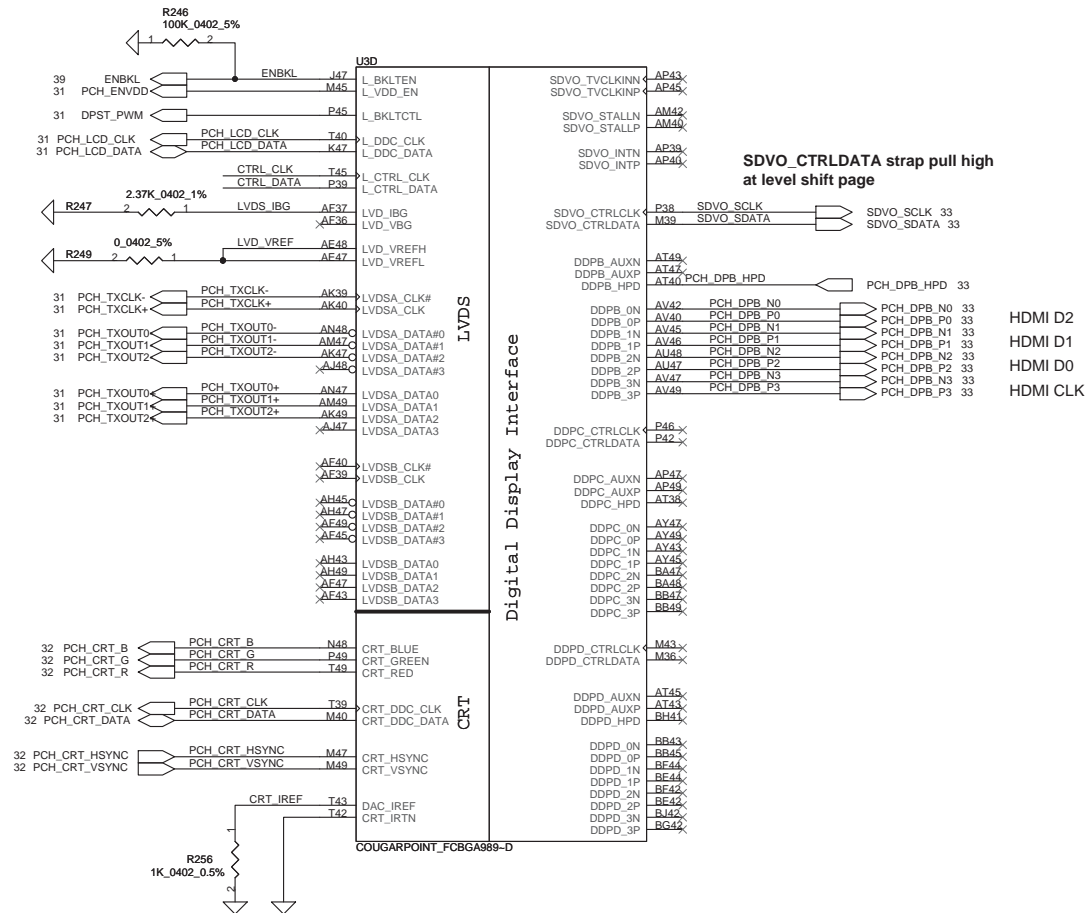 R246
100K_0402_5%
1 2
U3D
39 ENBKL ENBKL J47 L_BKLTEN
31 PCH_ENVDD M45 L_VDD_EN
31 DPST_PWM P45 L_BKLTCTL
31 PCH_LCD_CLK PCH_LCD_CLK T40 L_DDC_CLK
31 PCH_LCD_DATA PCH_LCD_DATA K47 L_DDC_DATA
CTRL_CLK T45 L_CTRL_CLK
CTRL_DATA P39 L_CTRL_DATA
2.37K_0402_1%
R247 2 1 LVDS_IBG AF37 LVD_IBG
AF36 LVD_VBG
0_0402_5% LVD_VREF AE48 LVD_VREFH
R249 2 1 AE47 LVD_VREFL
31 PCH_TXCLK- PCH_TXCLK- AK39 LVDSA_CLK#
31 PCH_TXCLK+ PCH_TXCLK+ AK40 LVDSA_CLK
31 PCH_TXOUT0- PCH_TXOUT0- AN48 LVDSA_DATA#0
31 PCH_TXOUT1- PCH_TXOUT1- AM47 LVDSA_DATA#1
31 PCH_TXOUT2- PCH_TXOUT2- AK47 LVDSA_DATA#2
AJ48 LVDSA_DATA#3
31 PCH_TXOUT0+ PCH_TXOUT0+ AN47 LVDSA_DATA0
31 PCH_TXOUT1+ PCH_TXOUT1+ AM49 LVDSA_DATA1
31 PCH_TXOUT2+ PCH_TXOUT2+ AK49 LVDSA_DATA2
AJ47 LVDSA_DATA3
AF40 LVDSB_CLK#
AF39 LVDSB_CLK
AH45 LVDSB_DATA#0
AH47 LVDSB_DATA#1
AF49 LVDSB_DATA#2
AF45 LVDSB_DATA#3
AH43 LVDSB_DATA0
AH49 LVDSB_DATA1
AF47 LVDSB_DATA2
AF43 LVDSB_DATA3
LVDS
32 PCH_CRT_B PCH_CRT_B N48 CRT_BLUE
32 PCH_CRT_G PCH_CRT_G P49 CRT_GREEN
32 PCH_CRT_R PCH_CRT_R T49 CRT_RED
32 PCH_CRT_CLK PCH_CRT_CLK T39 CRT_DDC_CLK
32 PCH_CRT_DATA PCH_CRT_DATA M40 CRT_DDC_DATA
32 PCH_CRT_HSYNC PCH_CRT_HSYNC M47 CRT_HSYNC
32 PCH_CRT_VSYNC PCH_CRT_VSYNC M49 CRT_VSYNC
CRT_IREF T43 DAC_IREF
T42 CRT_IRTN
CRT
1
R256
1K_0402_0.5%
2
COUGARPOINT_FCBGA989~D
Digital Display Interface
SDVO_TVCLKINN AP43
SDVO_TVCLKINP AP45
SDVO_STALLN AM42
SDVO_STALLP AM40
SDVO_INTN AP39
SDVO_INTP AP40
SDVO_CTRLDATA strap pull high
at level shift page
SDVO_CTRLCLK P38 SDVO_SCLK SDVO_SCLK 33
SDVO_CTRLDATA M39 SDVO_SDATA SDVO_SDATA 33
DDPB_AUXN AT49
DDPB_AUXP AT47
DDPB_HPD AT40 PCH_DPB_HPD PCH_DPB_HPD 33
DDPB_0N AV42 PCH_DPB_N0 PCH_DPB_N0 33
DDPB_0P AV40 PCH_DPB_P0 PCH_DPB_P0 33 HDMI D2
DDPB_1N AV45 PCH_DPB_N1 PCH_DPB_N1 33
DDPB_1P AV46 PCH_DPB_P1 PCH_DPB_P1 33 HDMI D1
DDPB_2N AU48 PCH_DPB_N2 PCH_DPB_N2 33
DDPB_2P AU47 PCH_DPB_P2 PCH_DPB_P2 33 HDMI D0
DDPB_3N AV47 PCH_DPB_N3 PCH_DPB_N3 33
DDPB_3P AV49 PCH_DPB_P3 PCH_DPB_P3 33 HDMI CLK
DDPC_CTRLCLK P46
DDPC_CTRLDATA P42
DDPC_AUXN AP47
DDPC_AUXP AP49
DDPC_HPD AT38
DDPC_0N AY47
DDPC_0P AY49
DDPC_1N AY43
DDPC_1P AY45
DDPC_2N BA47
DDPC_2P BA48
DDPC_3N BB47
DDPC_3P BB49
DDPD_CTRLCLK M43
DDPD_CTRLDATA M36
DDPD_AUXN AT45
DDPD_AUXP AT43
DDPD_HPD BH41
DDPD_0N BB43
DDPD_0P BB45
DDPD_1N BF44
DDPD_1P BE44
DDPD_2N BF42
DDPD_2P BE42
DDPD_3N BJ42
DDPD_3P BG42